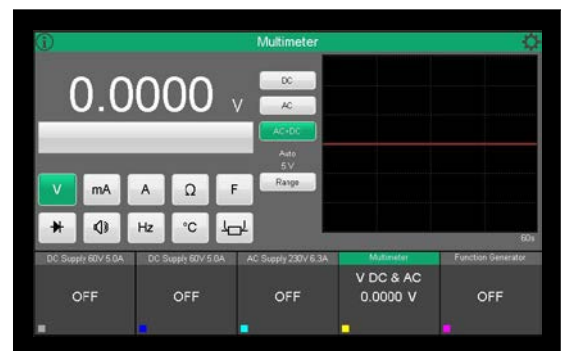 i
Multimeter
0.0000 V
DC
AC
AC+DC
Auto
5 V
Range
V mA A Ω F
Hz °C
60s
DC Supply 60V 5.0A
OFF
DC Supply 60V 5.0A
OFF
AC Supply 230V 6.3A
OFF
Multimeter
V DC & AC
0.0000 V
Function Generator
OFF